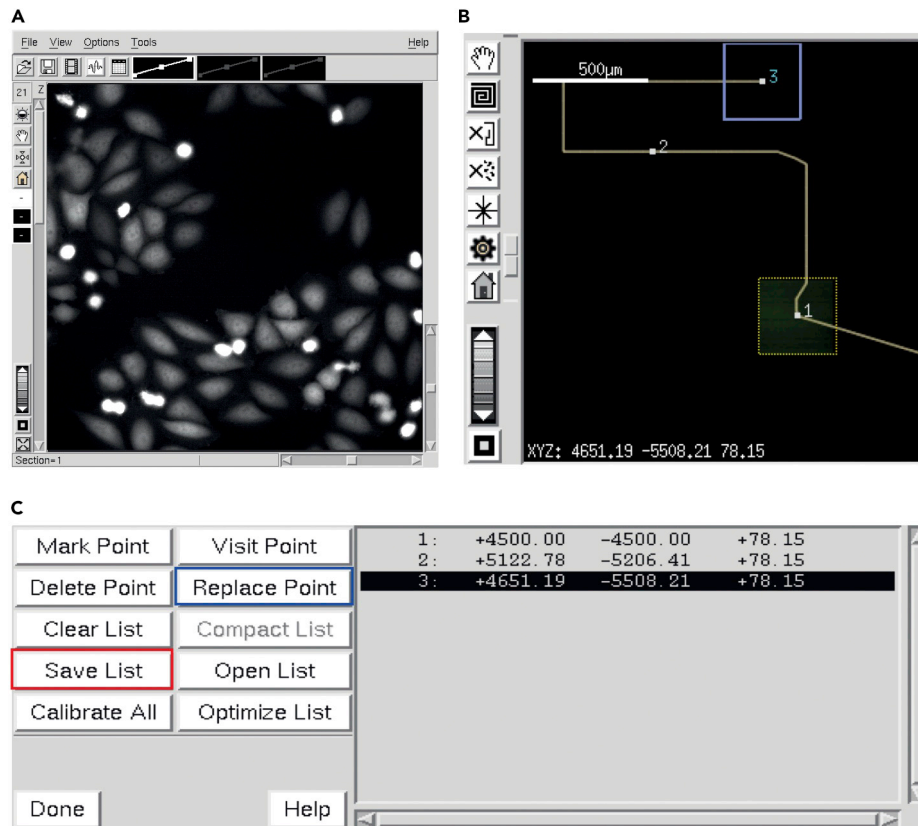 A
File View Options Tools Help
21 Z
Section=1
B
500µm
3
2
1
XYZ: 4651.19 -5508.21 78.15
C
Mark Point Visit Point
Delete Point Replace Point
Clear List Compact List
Save List Open List
Calibrate All Optimize List
Done Help
1: +4500.00 -4500.00 +78.15
2: +5122.78 -5206.41 +78.15
3: +4651.19 -5508.21 +78.15